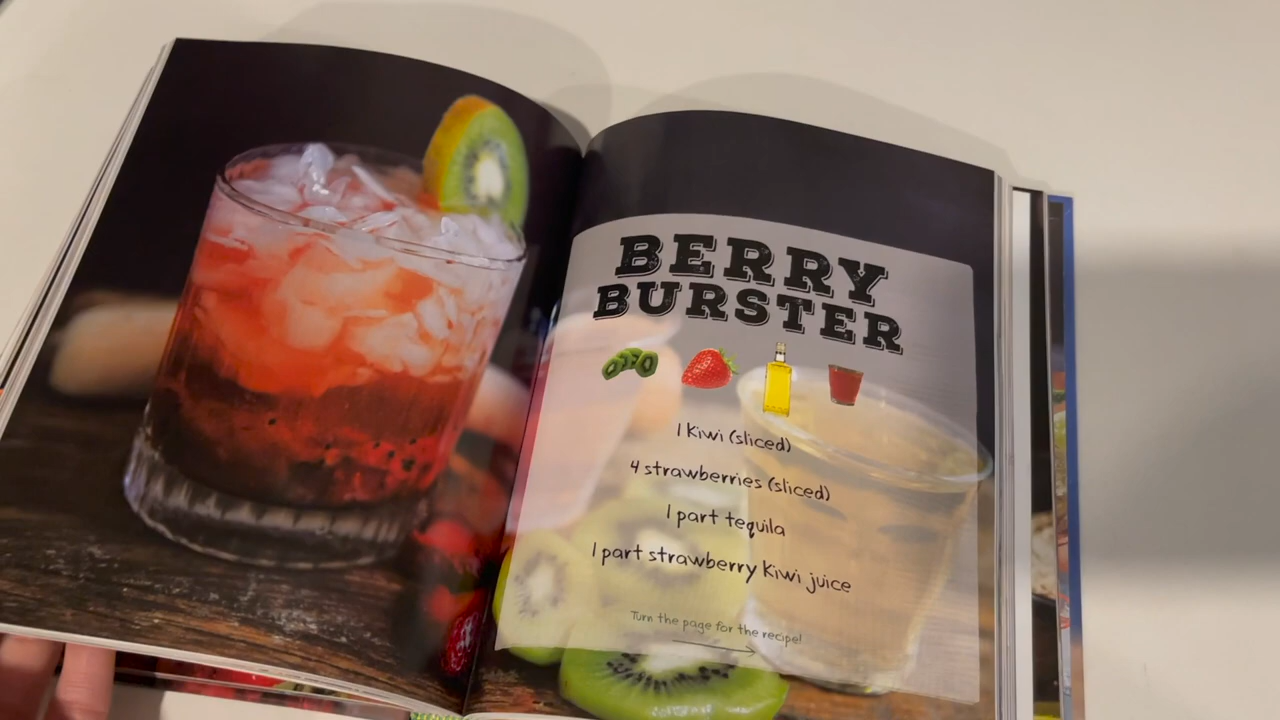 BERRY
BURSTER
1 Kiwi (sliced)
4 strawberries (sliced)
1 part tequila
1 part strawberry Kiwi juice
Turn the page for the recipe!